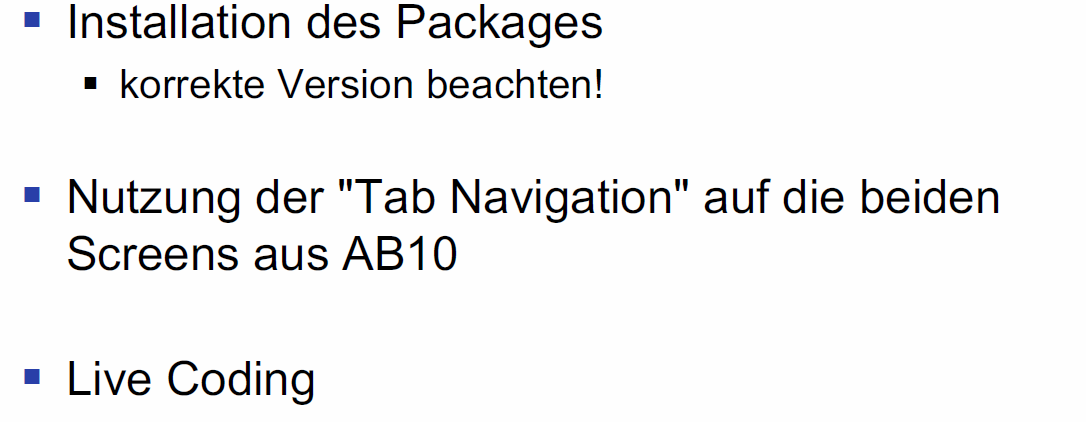 Installation des Packages
korrekte Version beachten!
Nutzung der "Tab Navigation" auf die beiden
Screens aus AB10
Live Coding